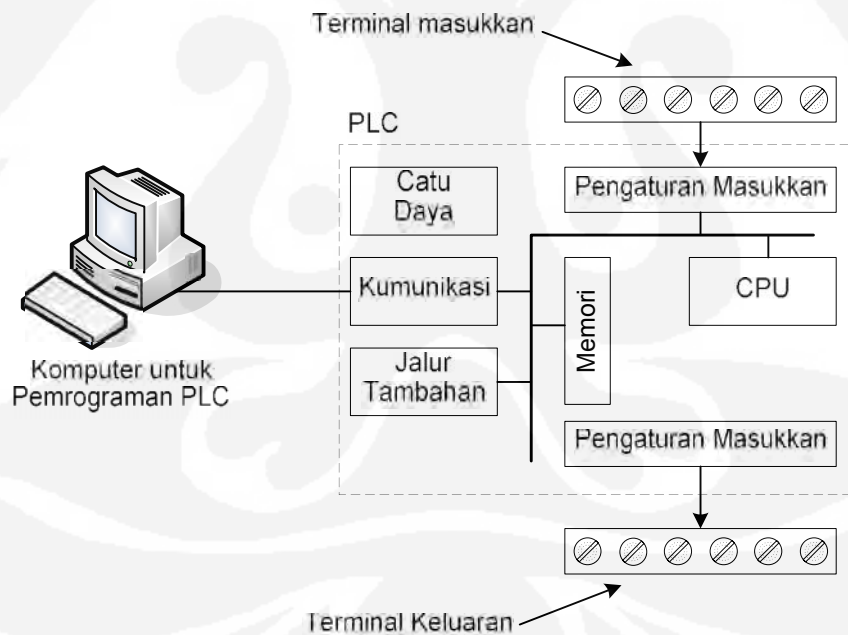 Terminal masukkan
PLC
Catu
Daya
Pengaturan Masukkan
Kumunikasi
Memori
CPU
Komputer untuk
Pemrograman PLC
Jalur
Tambahan
Pengaturan Masukkan
Terminal Keluaran